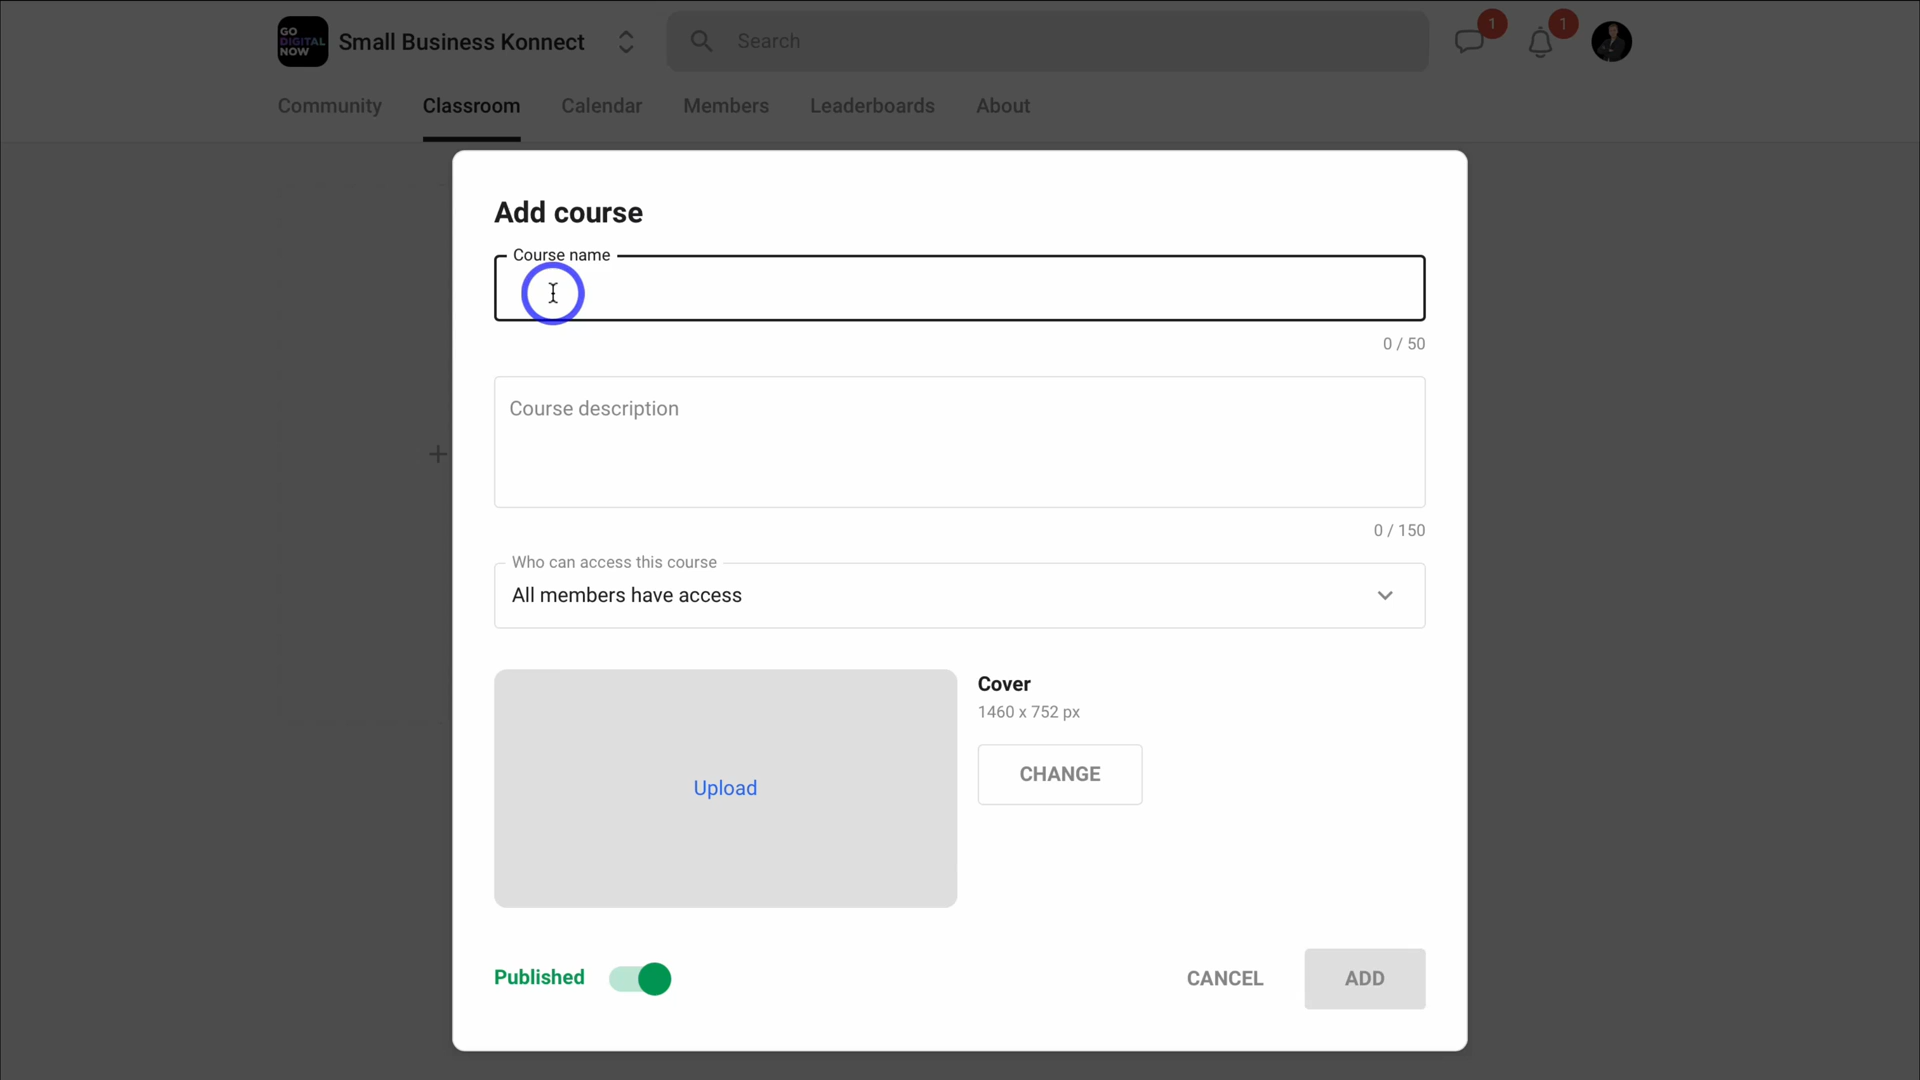 GO
DIGITAL
NOW
Small Business Konnect
Search
1
1
Community
Classroom
Calendar
Members
Leaderboards
About
Add course
Course name
0 / 50
Course description
0 / 150
Who can access this course
All members have access
Upload
Cover
1460 x 752 px
CHANGE
Published
CANCEL
ADD